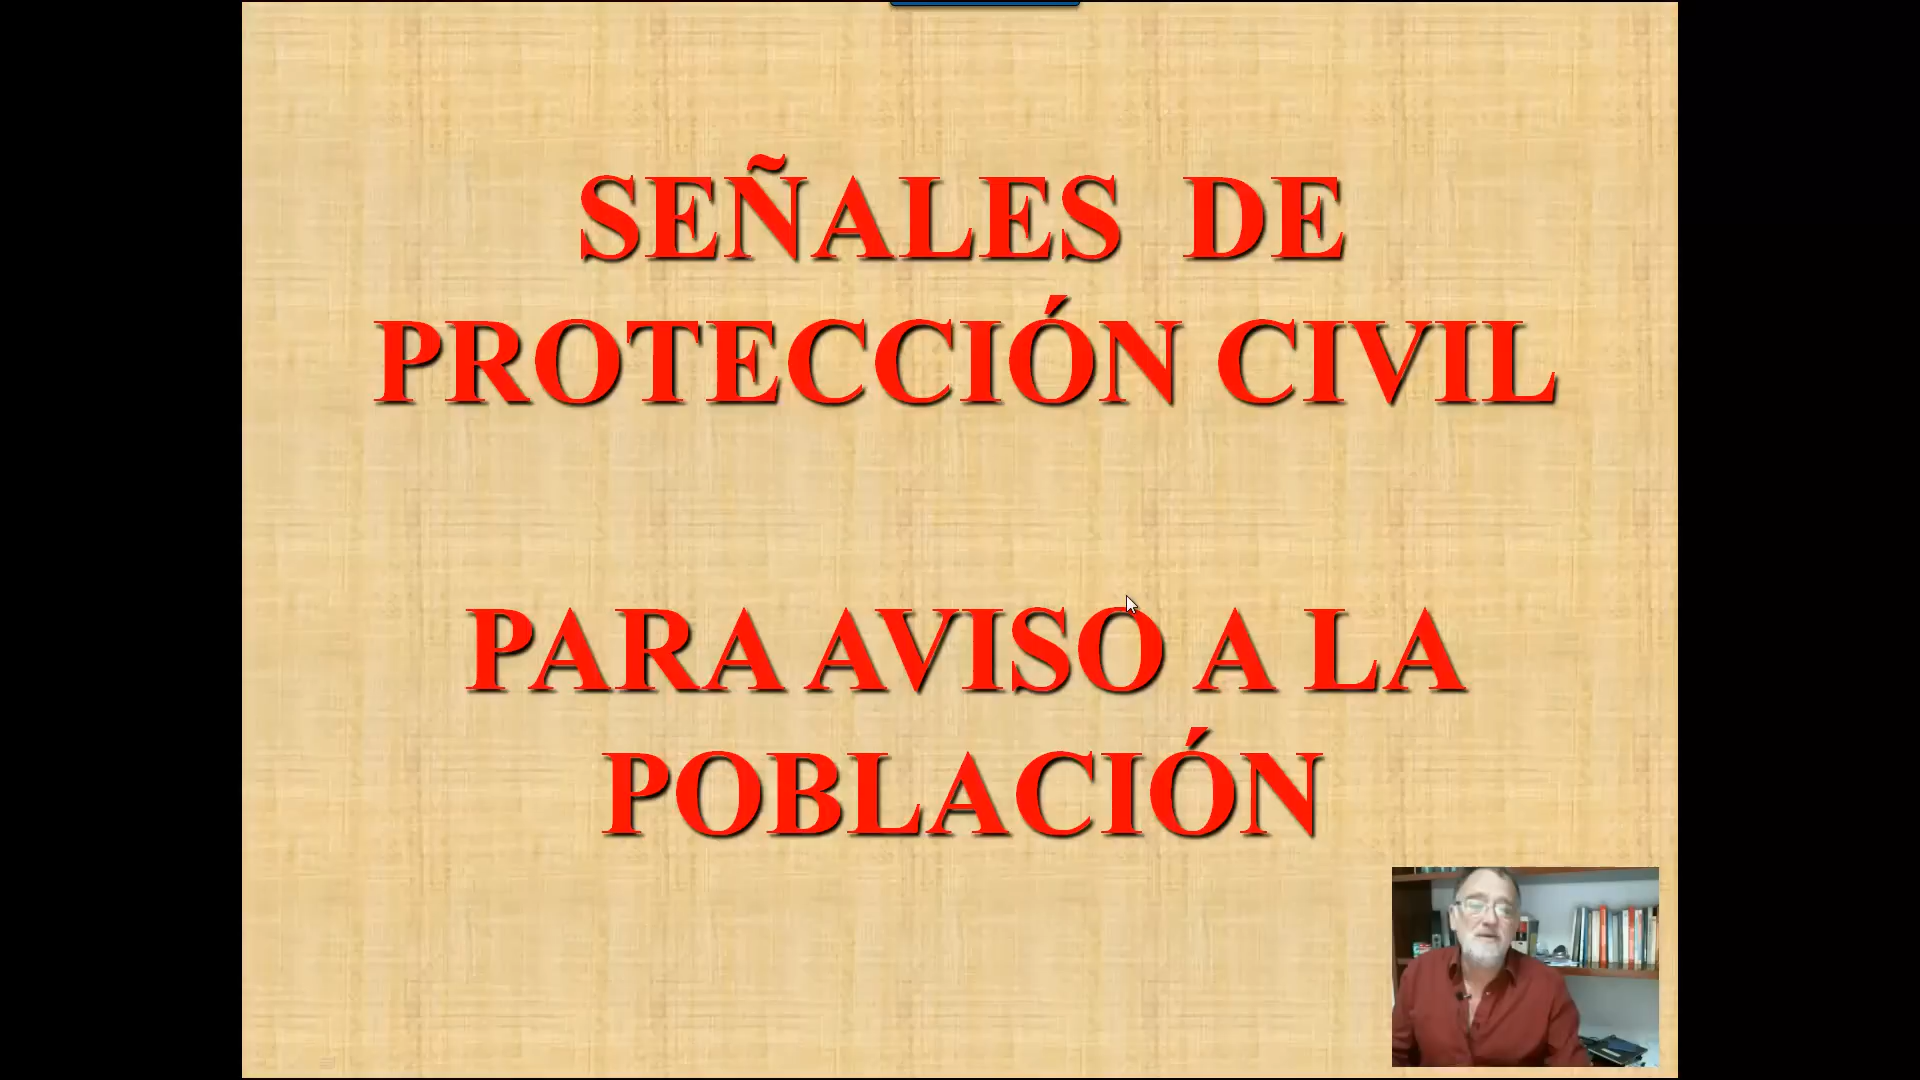 SEÑALES DE
PROTECCIÓN CIVIL
PARA AVISO A LA
POBLACIÓN